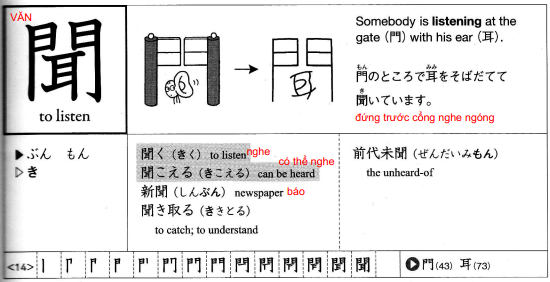 VĂN
聞
to listen
Somebody is listening at the
gate (門) with his ear (耳).
もん みみ
門のところで耳をそばだてて
き
聞いています。
đứng trước cổng nghe ngóng
▶ぶん もん
▷き
聞く（きく） to listen nghe
có thể nghe
聞こえる（きこえる） can be heard
新聞（しんぶん） newspaper báo
聞き取る（ききとる）
to catch; to understand
前代未聞（ぜんだいみもん）
the unheard-of
<14>
門(43) 耳(73)